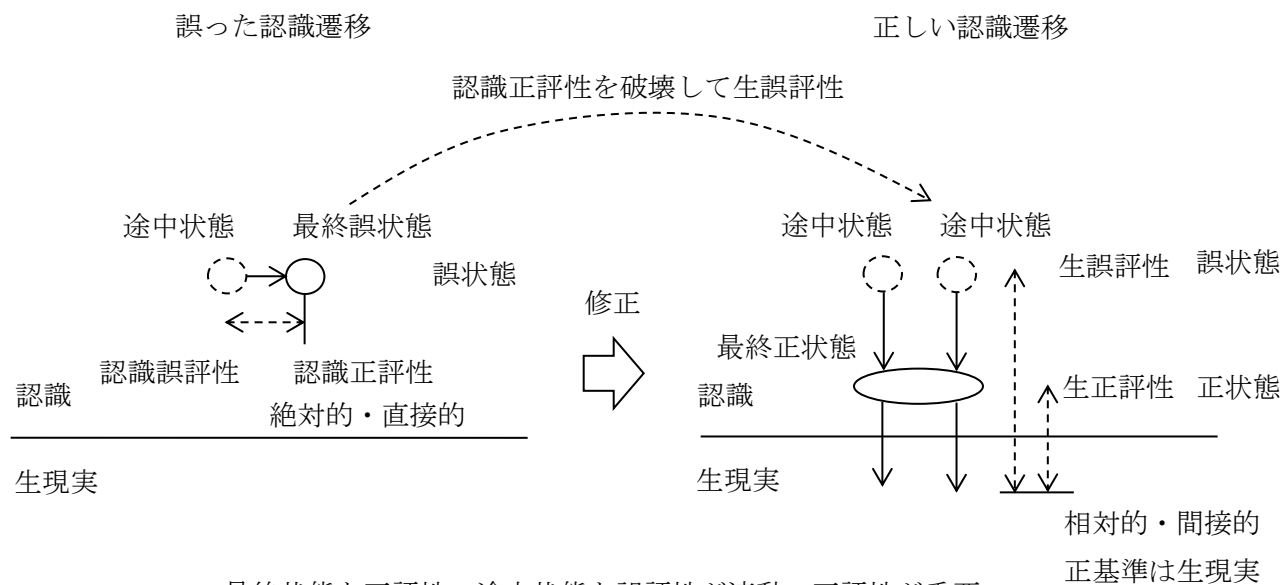 誤った認識遷移
正しい認識遷移
認識正評性を破壊して生誤評性
途中状態 最終誤状態
誤状態
認識誤評性 認識正評性
認識
絶対的・直接的
生現実
修正
途中状態 途中状態
生誤評性 誤状態
最終正状態
認識
生正評性 正状態
生現実
相対的・間接的
正基準は生現実